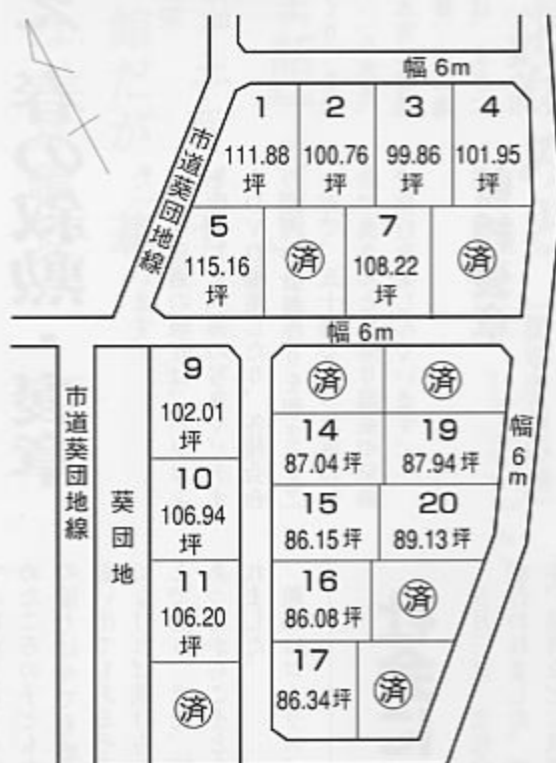 幅 6m
1
111.88
坪
2
100.76
坪
3
99.86
坪
4
101.95
坪
市道葵団地線
5
115.16
坪
済
7
108.22
坪
済
幅 6m
市道葵団地線
葵団地
9
102.01
坪
10
106.94
坪
11
106.20
坪
済
済
済
14
87.04坪
19
87.94坪
15
86.15坪
20
89.13坪
16
86.08坪
済
17
86.34坪
済
幅 6m